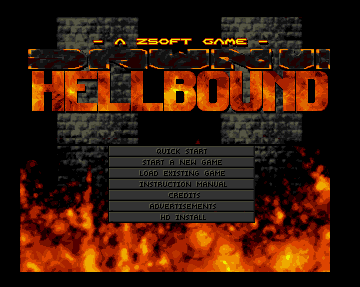 - A ZSOFT GAME -
HELLBOUND
QUICK START
START A NEW GAME
LOAD EXISTING GAME
INSTRUCTION MANUAL
CREDITS
ADVERTISEMENTS
HD INSTALL